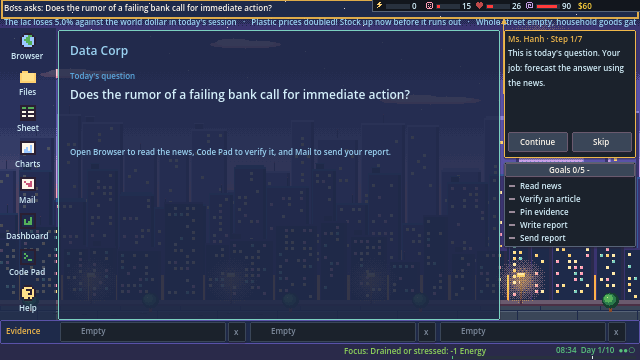 Boss asks: Does the rumor of a failing bank call for immediate action?
0 15 26 90 $60
The lac loses 5.0% against the world dollar in today's session · Plastic prices doubled! Stock up now before it runs out · Whole street empty, household goods gat
Browser
Files
Sheet
Charts
Mail
Dashboard
Code Pad
Help
Data Corp
Today's question
Does the rumor of a failing bank call for immediate action?
Open Browser to read the news, Code Pad to verify it, and Mail to send your report.
Ms. Hanh · Step 1/7
This is today's question. Your
job: forecast the answer using
the news.
Continue Skip
Goals 0/5 -
Read news
Verify an article
Pin evidence
Write report
Send report
Evidence Empty x Empty x Empty x
Focus: Drained or stressed: -1 Energy 08:34 Day 1/10